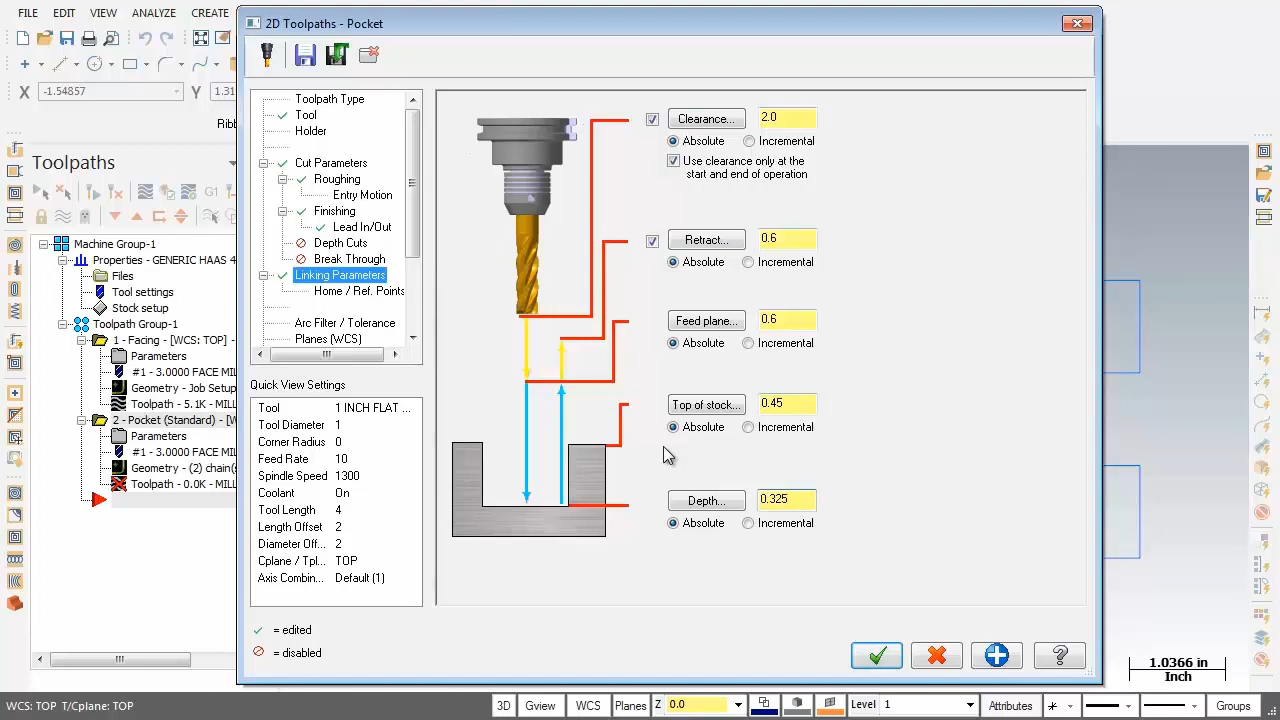 FILE EDIT VIEW ANALYZE CREATE
2D Toolpaths - Pocket
X -1.54857 Y 1.31
Ribb
Toolpaths
G1
Machine Group-1
Properties - GENERIC HAAS 4
Files
Tool settings
Stock setup
Toolpath Group-1
1 - Facing - [WCS: TOP] -
Parameters
#1 - 3.0000 FACE MILL
Geometry - Job Setup
Toolpath - 5.1K - MILL
2 - Pocket (Standard) - [W
Parameters
#1 - 3.0000 FACE MILL
Geometry - (2) chain(s
Toolpath - 0.0K - MILL
Toolpath Type
Tool
Holder
Cut Parameters
Roughing
Entry Motion
Finishing
Lead In/Out
Depth Cuts
Break Through
Linking Parameters
Home / Ref. Points
Arc Filter / Tolerance
Planes (WCS)
Quick View Settings
Tool 1 INCH FLAT ...
Tool Diameter 1
Corner Radius 0
Feed Rate 10
Spindle Speed 1300
Coolant On
Tool Length 4
Length Offset 2
Diameter Off... 2
Cplane / Tpl... TOP
Axis Combin... Default (1)
= edited
= disabled
Clearance... 2.0
Absolute Incremental
Use clearance only at the
start and end of operation
Retract... 0.6
Absolute Incremental
Feed plane... 0.6
Absolute Incremental
Top of stock... 0.45
Absolute Incremental
Depth... 0.325
Absolute Incremental
1.0366 in
Inch
WCS: TOP T/Cplane: TOP
3D Gview WCS Planes Z 0.0 Level 1 Attributes Groups